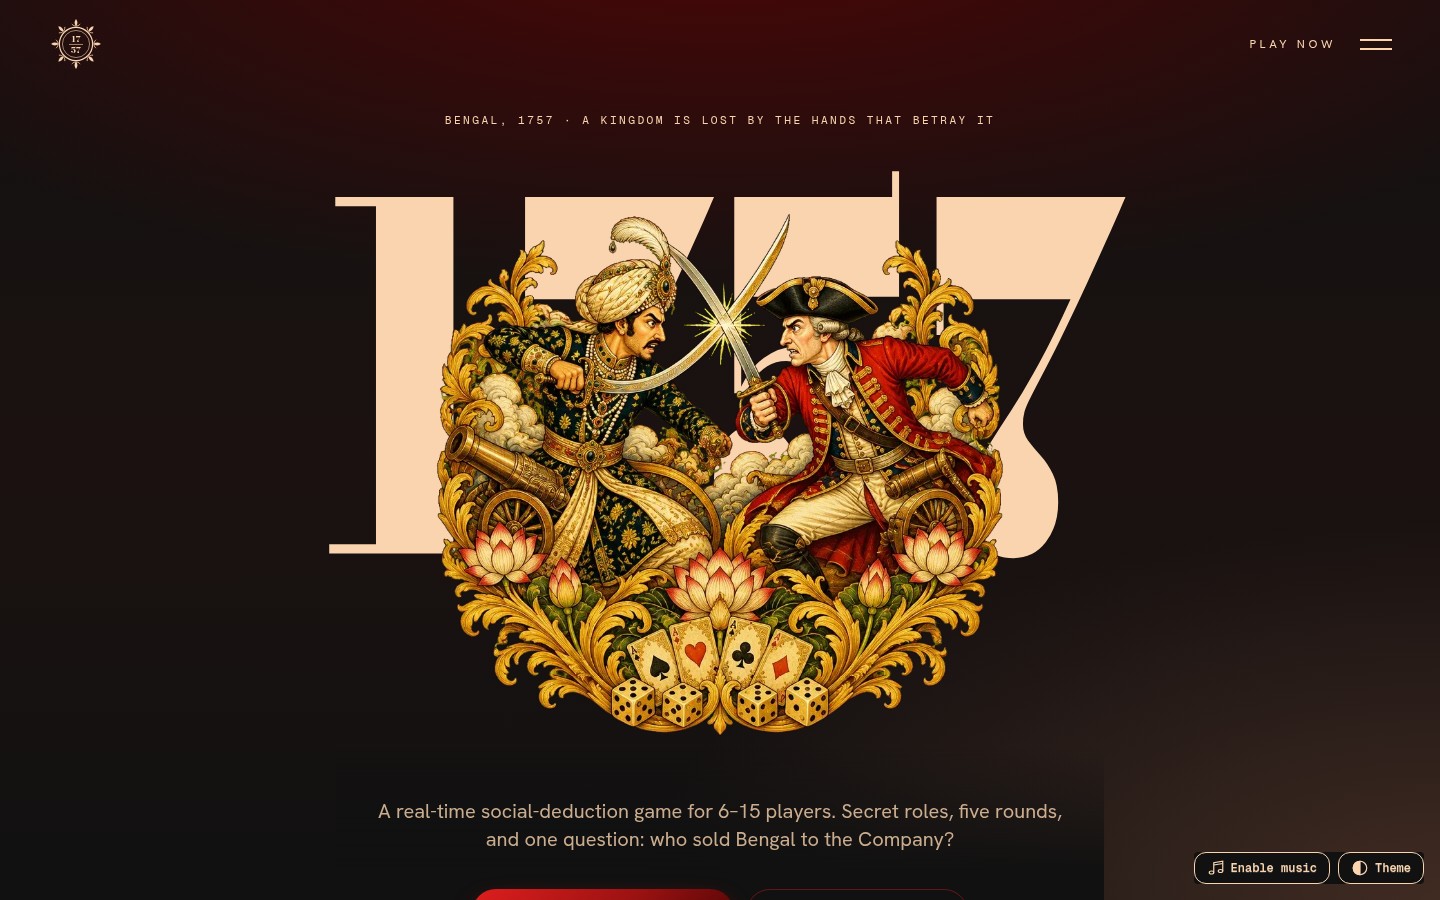 17
57
PLAY NOW
BENGAL, 1757 · A KINGDOM IS LOST BY THE HANDS THAT BETRAY IT
1757
A A A A
A real-time social-deduction game for 6–15 players. Secret roles, five rounds,
and one question: who sold Bengal to the Company?
Enable music
Theme